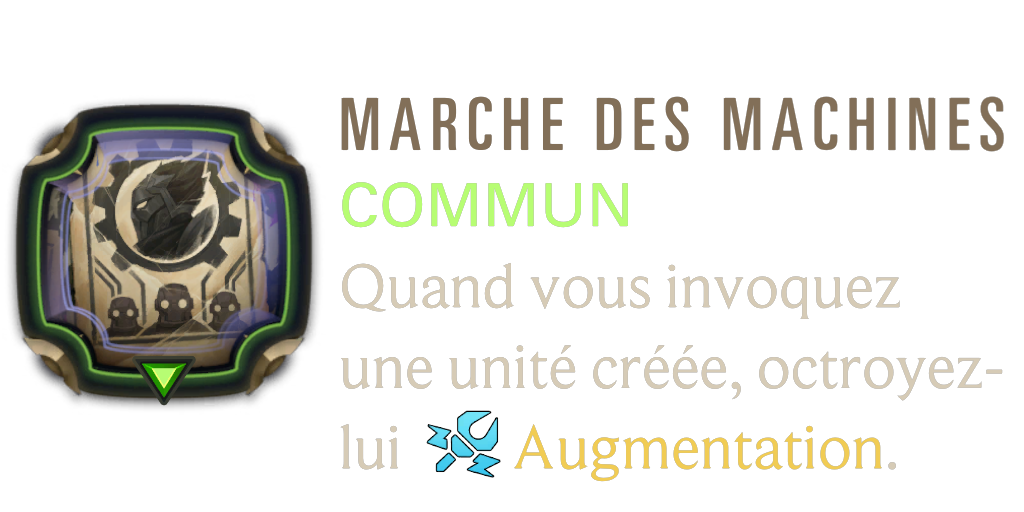 MARCHE DES MACHINES
COMMUN
Quand vous invoquez
une unité créée, octroyez-
lui Augmentation.